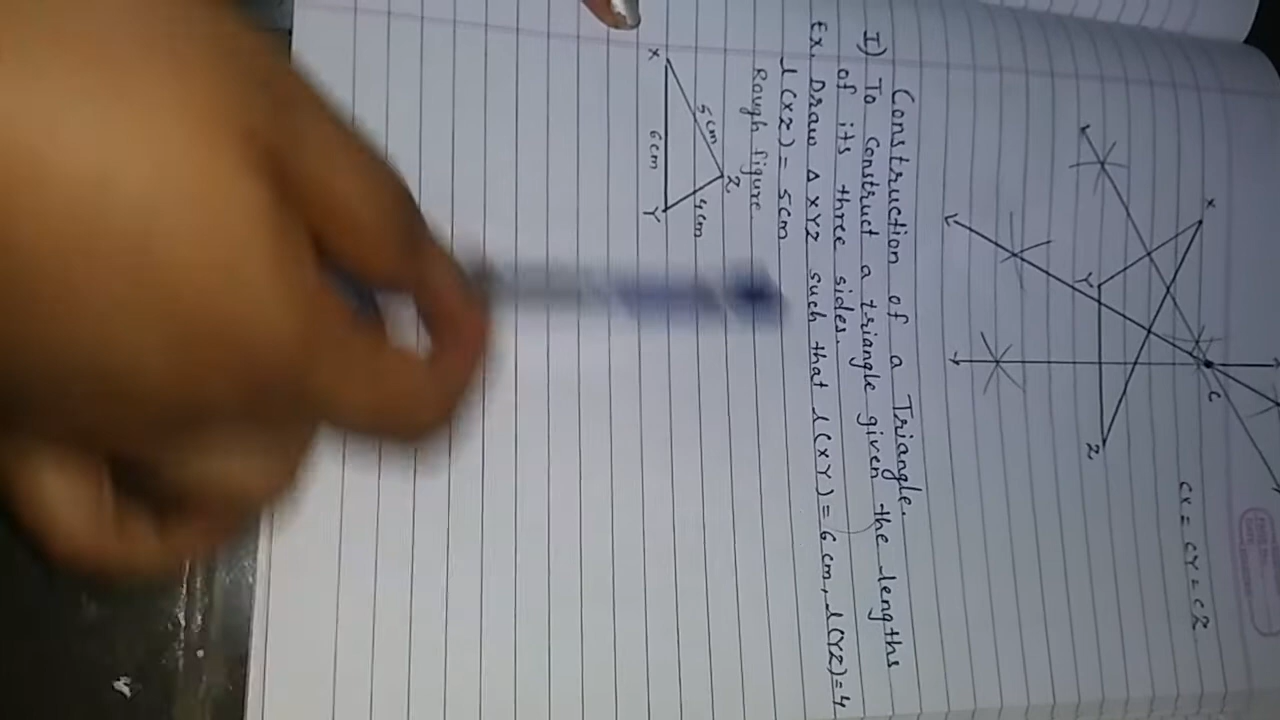 X
Y
Z
C
CX = CY = CZ
Construction of a Triangle.
I) To construct a triangle given the lengths
of its three sides.
Ex. Draw Δ XYZ such that l(XY) = 6 cm, l(YZ) = 4
l(XZ) = 5cm
Rough figure
Z
5cm
4cm
X
Y
6cm